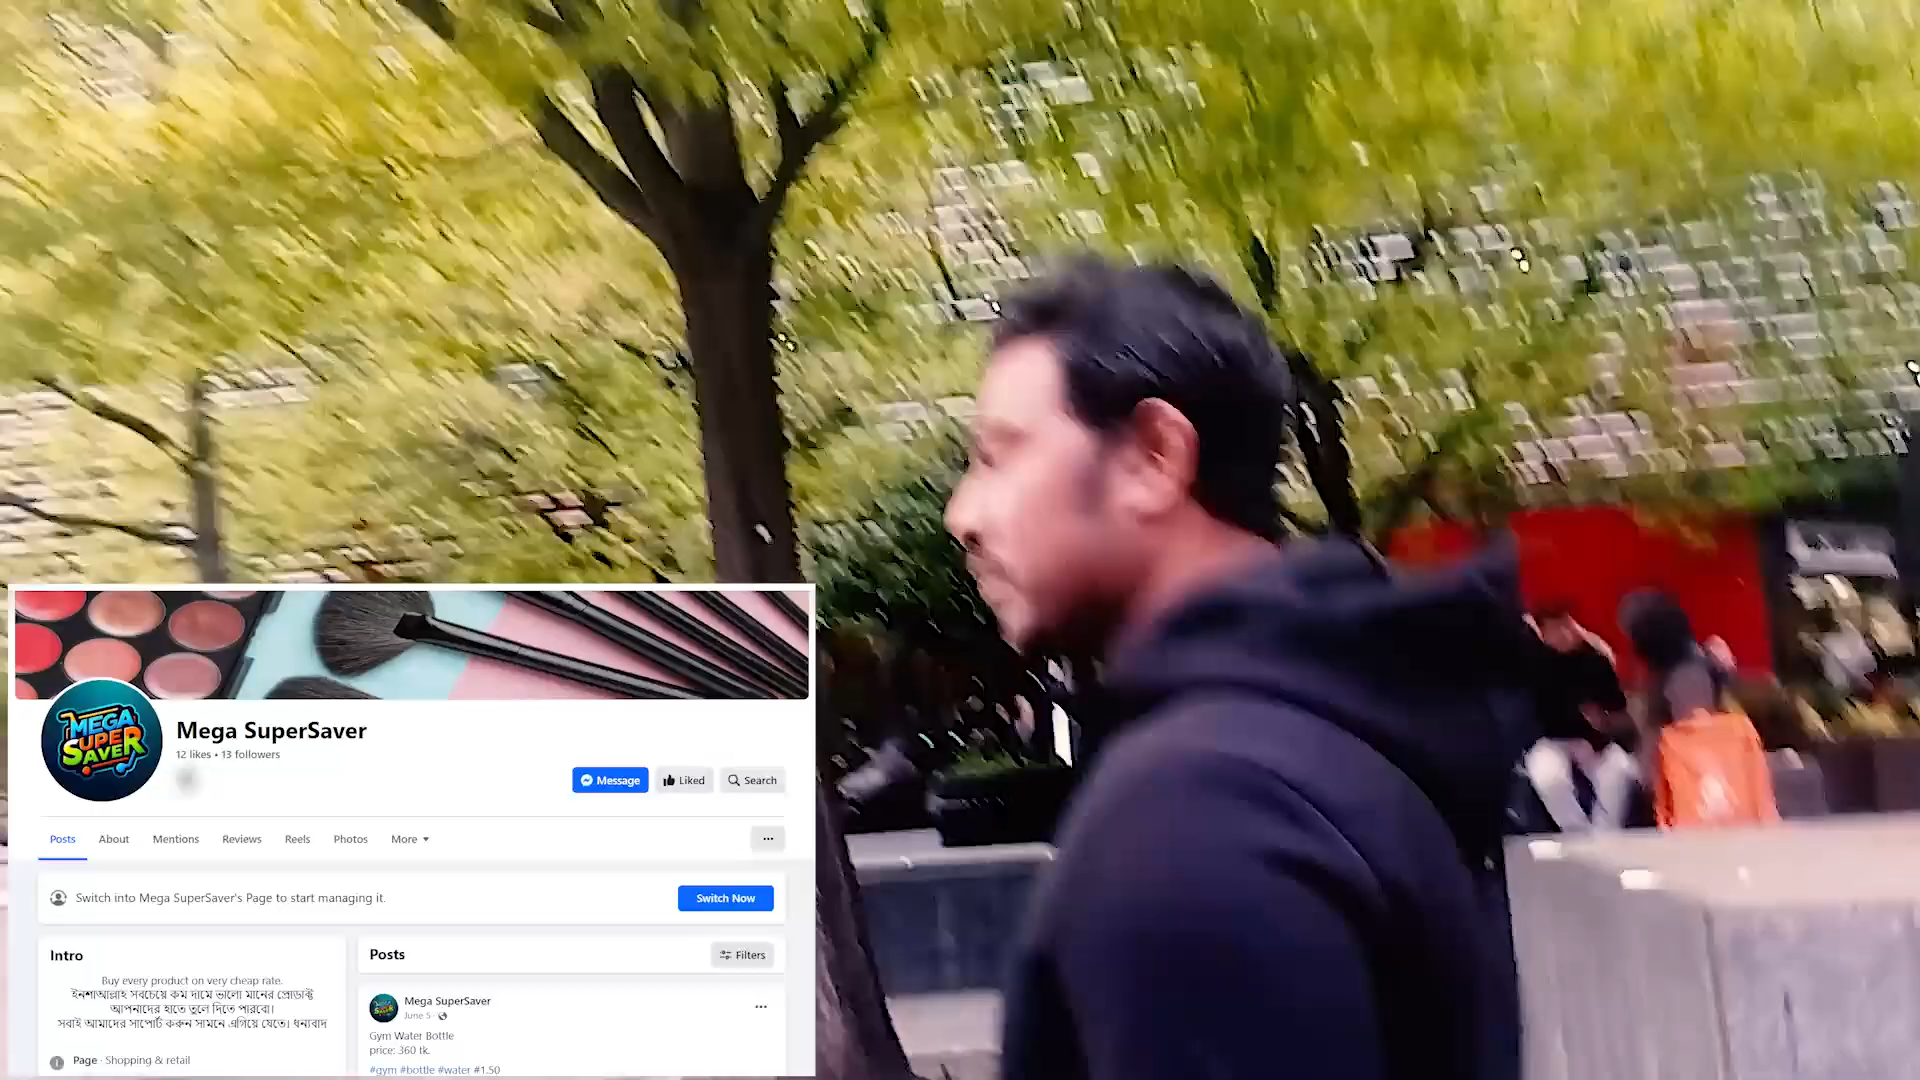 MEGA
SUPER
SAVER
Mega SuperSaver
12 likes • 13 followers
Message
Liked
Search
Posts
About
Mentions
Reviews
Reels
Photos
More
Switch into Mega SuperSaver's Page to start managing it.
Switch Now
Intro
Buy every product on very cheap rate.
ইনশাআল্লাহ সবচেয়ে কম দামে ভালো মানের প্রোডাক্ট
আপনাদের হাতে তুলে দিতে পারবো।
সবাই আমাদের সাপোর্ট করুন সামনে এগিয়ে যেতে। ধন্যবাদ
Page · Shopping & retail
Posts
Filters
Mega SuperSaver
June 5 ·
Gym Water Bottle
price: 360 tk.
#gym #bottle #water #1.50